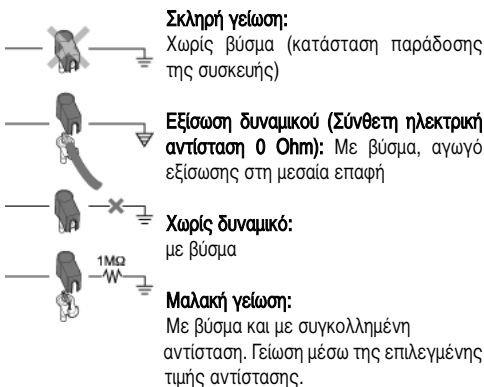 Σκληρή γείωση:
Χωρίς βύσμα (κατάσταση παράδοσης
της συσκευής)
Εξίσωση δυναμικού (Σύνθετη ηλεκτρική
αντίσταση 0 Ohm): Με βύσμα, αγωγό
εξίσωσης στη μεσαία επαφή
Χωρίς δυναμικό:
με βύσμα
1MΩ
Μαλακή γείωση:
Με βύσμα και με συγκολλημένη
αντίσταση. Γείωση μέσω της επιλεγμένης
τιμής αντίστασης.